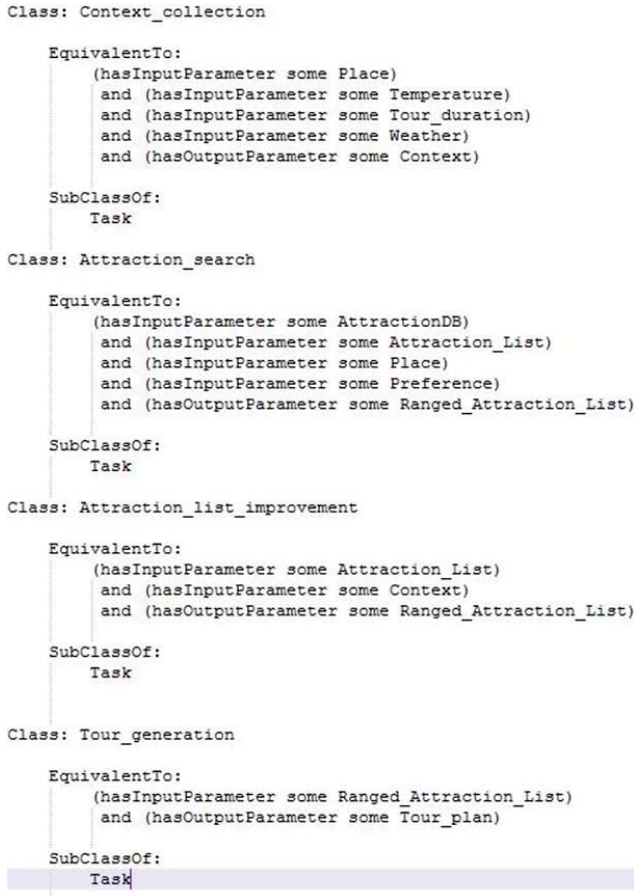 Class: Context_collection
EquivalentTo:
(hasInputParameter some Place)
and (hasInputParameter some Temperature)
and (hasInputParameter some Tour_duration)
and (hasInputParameter some Weather)
and (hasOutputParameter some Context)
SubClassOf:
Task
Class: Attraction_search
EquivalentTo:
(hasInputParameter some AttractionDB)
and (hasInputParameter some Attraction_List)
and (hasInputParameter some Place)
and (hasInputParameter some Preference)
and (hasOutputParameter some Ranged_Attraction_List)
SubClassOf:
Task
Class: Attraction_list_improvement
EquivalentTo:
(hasInputParameter some Attraction_List)
and (hasInputParameter some Context)
and (hasOutputParameter some Ranged_Attraction_List)
SubClassOf:
Task
Class: Tour_generation
EquivalentTo:
(hasInputParameter some Ranged_Attraction_List)
and (hasOutputParameter some Tour_plan)
SubClassOf:
Task